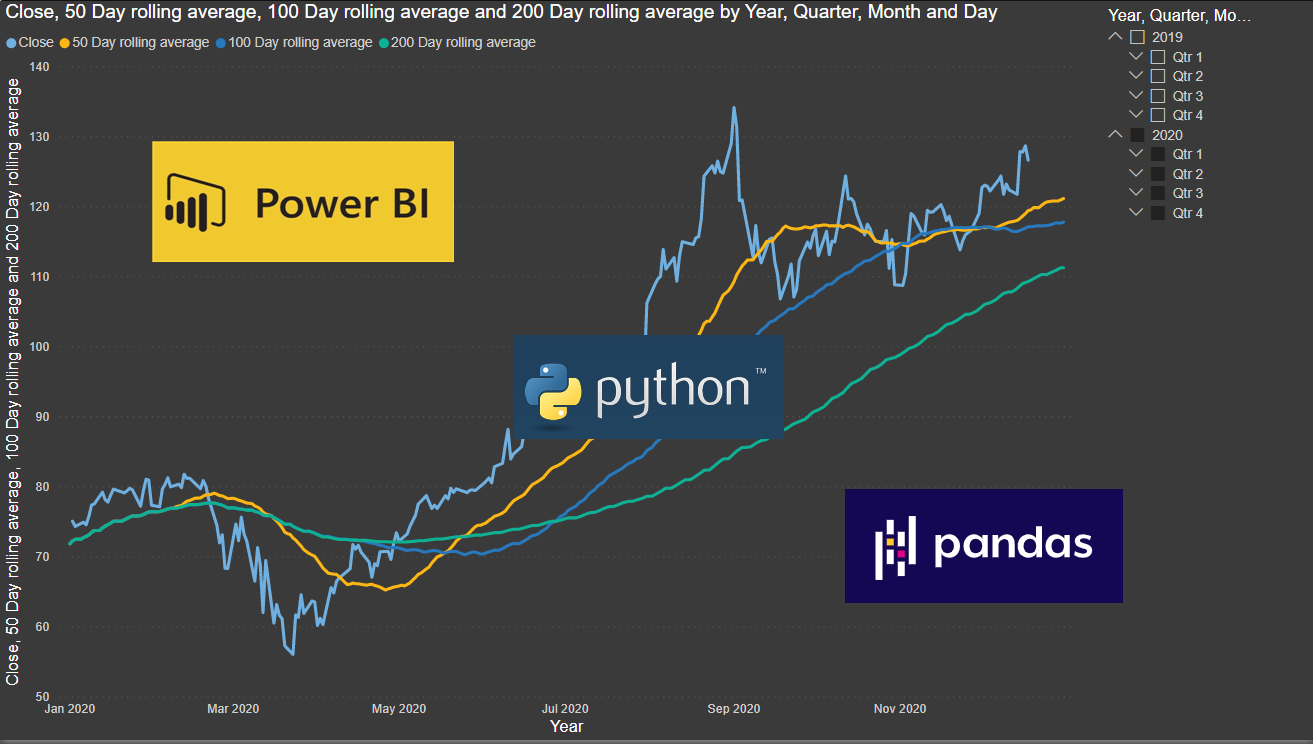 Close, 50 Day rolling average, 100 Day rolling average and 200 Day rolling average by Year, Quarter, Month and Day
Close 50 Day rolling average 100 Day rolling average 200 Day rolling average
Close, 50 Day rolling average, 100 Day rolling average and 200 Day rolling average
140
130
120
110
100
90
80
70
60
50
Jan 2020 Mar 2020 May 2020 Jul 2020 Sep 2020 Nov 2020
Year
Power BI
python™
pandas
Year, Quarter, Mo…
2019
Qtr 1
Qtr 2
Qtr 3
Qtr 4
2020
Qtr 1
Qtr 2
Qtr 3
Qtr 4